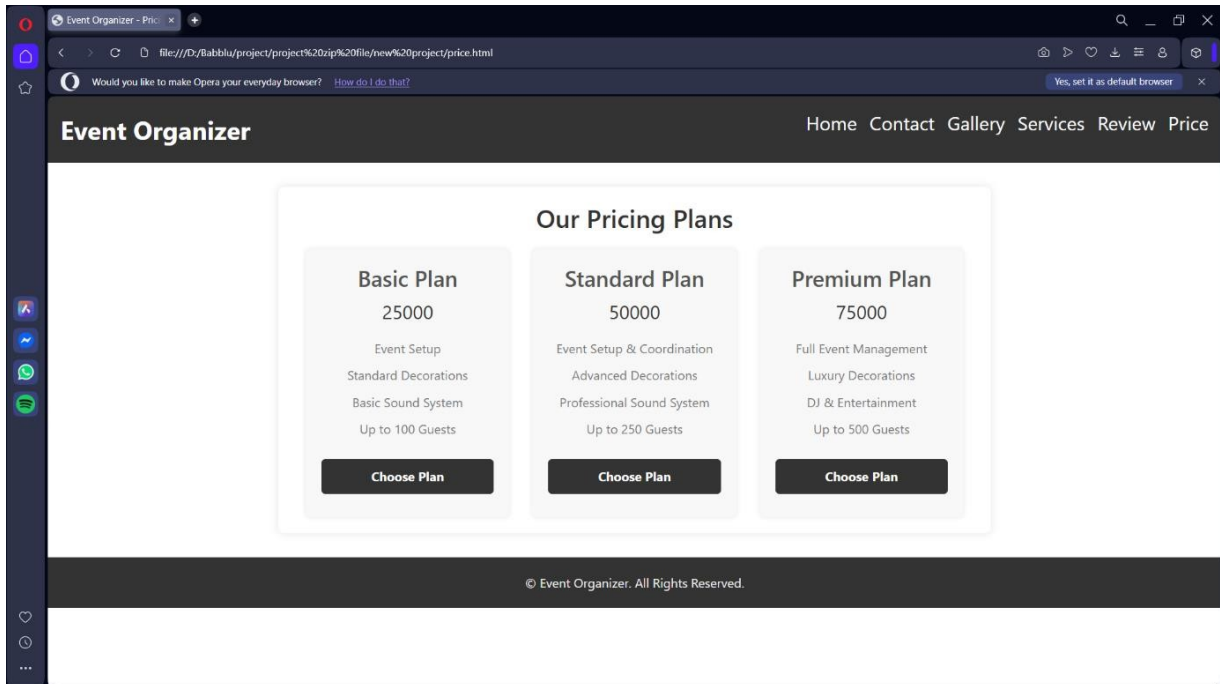 Event Organizer - Pric
file:///D:/Babblu/project/project%20zip%20file/new%20project/price.html
Would you like to make Opera your everyday browser? How do I do that? Yes, set it as default browser
Event Organizer
Home Contact Gallery Services Review Price
Our Pricing Plans
Basic Plan
25000
Event Setup
Standard Decorations
Basic Sound System
Up to 100 Guests
Choose Plan
Standard Plan
50000
Event Setup & Coordination
Advanced Decorations
Professional Sound System
Up to 250 Guests
Choose Plan
Premium Plan
75000
Full Event Management
Luxury Decorations
DJ & Entertainment
Up to 500 Guests
Choose Plan
© Event Organizer. All Rights Reserved.